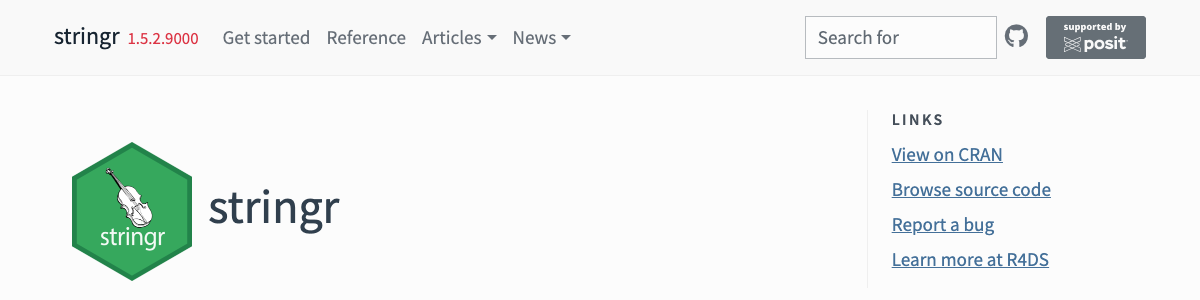 stringr 1.5.2.9000 Get started Reference Articles News Search for supported by posit
LINKS
View on CRAN
Browse source code
Report a bug
Learn more at R4DS
stringr
stringr